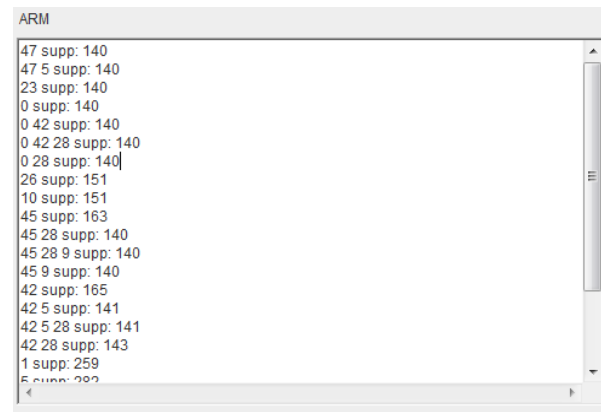 ARM
47 supp: 140
47 5 supp: 140
23 supp: 140
0 supp: 140
0 42 supp: 140
0 42 28 supp: 140
0 28 supp: 140
26 supp: 151
10 supp: 151
45 supp: 163
45 28 supp: 140
45 28 9 supp: 140
45 9 supp: 140
42 supp: 165
42 5 supp: 141
42 5 28 supp: 141
42 28 supp: 143
1 supp: 259
5 supp: 282